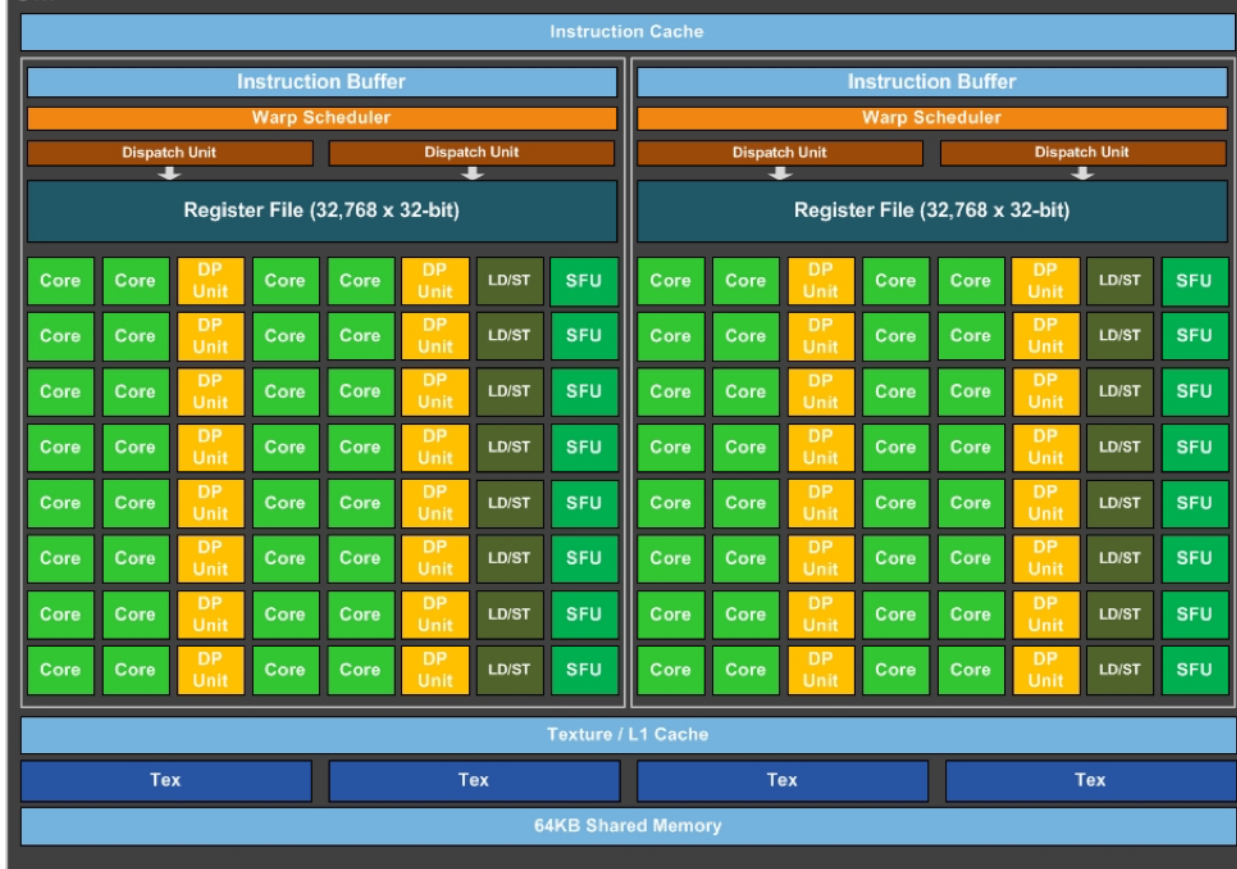 Instruction Cache
Instruction Buffer Instruction Buffer
Warp Scheduler Warp Scheduler
Dispatch Unit Dispatch Unit Dispatch Unit Dispatch Unit
Register File (32,768 x 32-bit) Register File (32,768 x 32-bit)
Core Core DP Unit Core Core DP Unit LD/ST SFU Core Core DP Unit Core Core DP Unit LD/ST SFU
Core Core DP Unit Core Core DP Unit LD/ST SFU Core Core DP Unit Core Core DP Unit LD/ST SFU
Core Core DP Unit Core Core DP Unit LD/ST SFU Core Core DP Unit Core Core DP Unit LD/ST SFU
Core Core DP Unit Core Core DP Unit LD/ST SFU Core Core DP Unit Core Core DP Unit LD/ST SFU
Core Core DP Unit Core Core DP Unit LD/ST SFU Core Core DP Unit Core Core DP Unit LD/ST SFU
Core Core DP Unit Core Core DP Unit LD/ST SFU Core Core DP Unit Core Core DP Unit LD/ST SFU
Core Core DP Unit Core Core DP Unit LD/ST SFU Core Core DP Unit Core Core DP Unit LD/ST SFU
Core Core DP Unit Core Core DP Unit LD/ST SFU Core Core DP Unit Core Core DP Unit LD/ST SFU
Texture / L1 Cache
Tex Tex Tex Tex
64KB Shared Memory